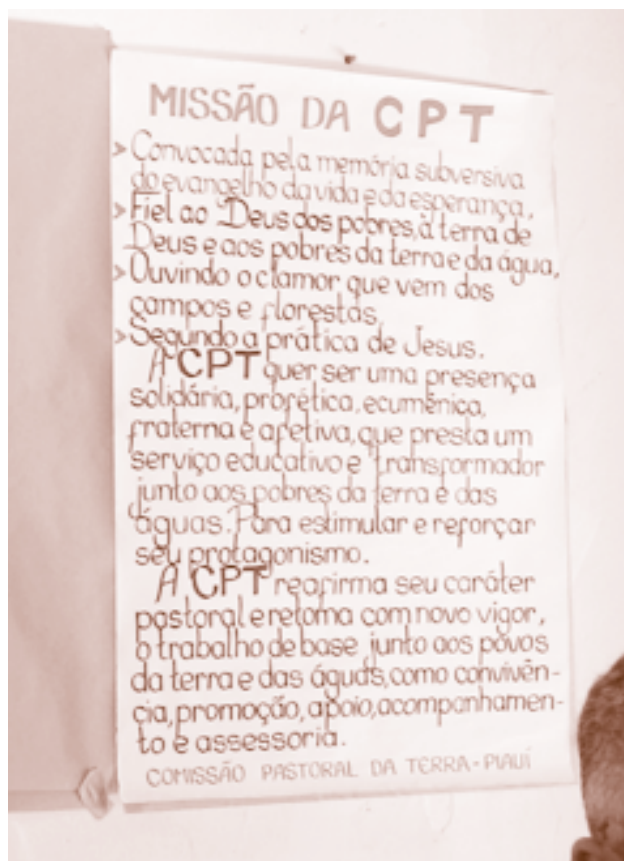 MISSÃO DA CPT
> Convocada pela memória subversiva
do evangelho da vida e da esperança,
> Fiel ao Deus dos pobres, à terra de
Deus e aos pobres da terra e da água,
> Ouvindo o clamor que vem dos
campos e florestas,
> Segundo a prática de Jesus.
A CPT quer ser uma presença
solidária, profética, ecumênica,
fraterna e afetiva, que presta um
serviço educativo e transformador
junto aos pobres da terra e das
águas. Para estimular e reforçar
seu protagonismo.
A CPT reafirma seu caráter
pastoral e retoma com novo vigor,
o trabalho de base junto aos povos
da terra e das águas, como convivên-
cia, promoção, apoio, acompanhamen-
to e assessoria.
COMISSÃO PASTORAL DA TERRA - PIAUÍ